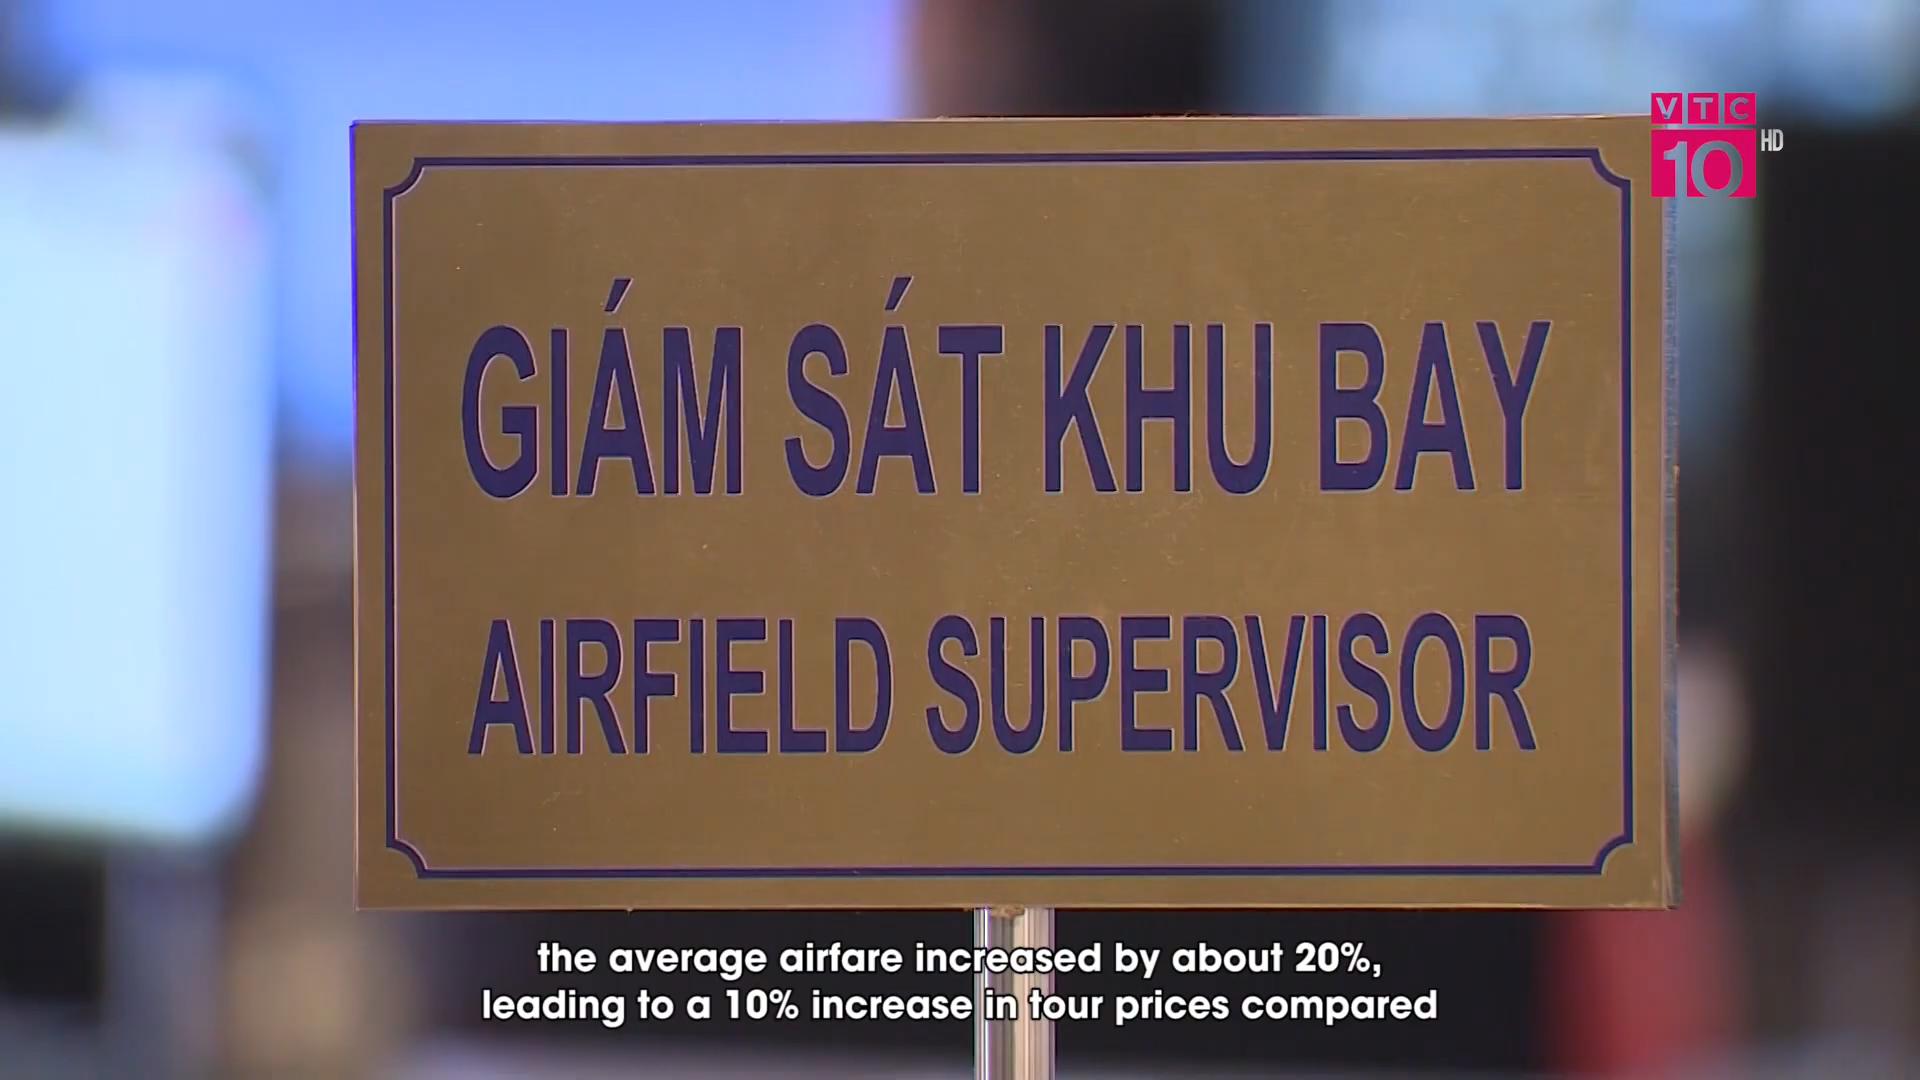 VTC
10 HD
GIÁM SÁT KHU BAY
AIRFIELD SUPERVISOR
the average airfare increased by about 20%,
leading to a 10% increase in tour prices compared